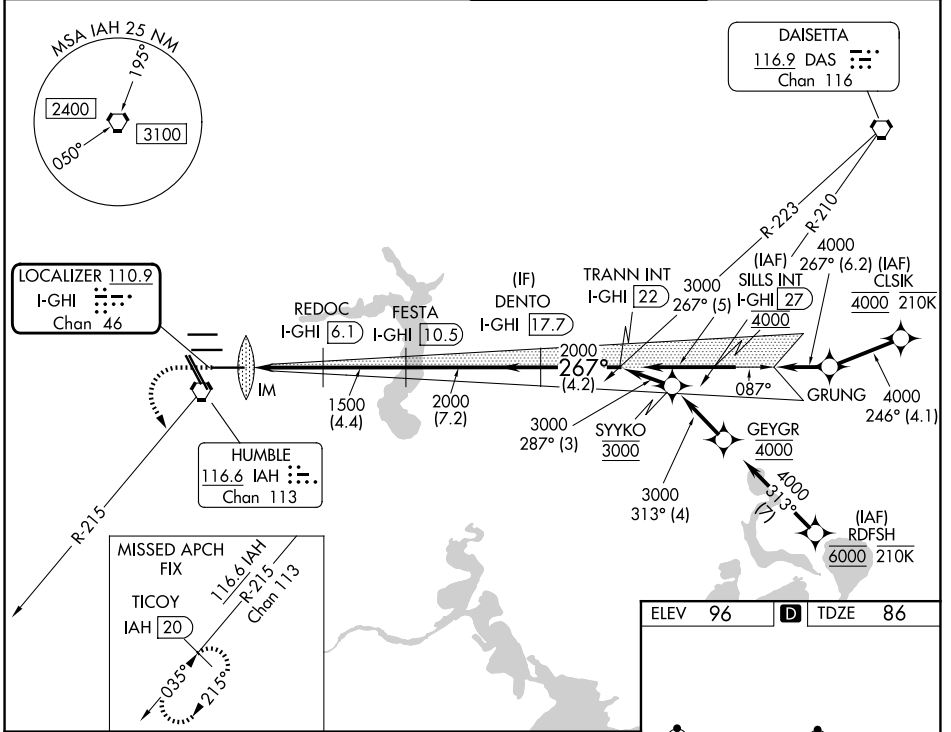 MSA IAH 25 NM
195°
2400
3100
050°
DAISETTA
116.9 DAS
Chan 116
R-223
R-210
LOCALIZER 110.9
I-GHI
Chan 46
REDOC
I-GHI 6.1
FESTA
I-GHI 10.5
(IF)
DENTO
I-GHI 17.7
TRANN INT
I-GHI 22
3000
267° (5)
(IAF)
SILLS INT
I-GHI 27
4000
4000
267° (6.2)
(IAF)
CLSIK
4000 210K
IM
1500
(4.4)
2000
(7.2)
2000
267°
(4.2)
087°
GRUNG
4000
246° (4.1)
3000
287° (3)
SYYKO
3000
GEYGR
4000
3000
313° (4)
4000
313°
(7)
(IAF)
RDFSH
6000 210K
HUMBLE
116.6 IAH
Chan 113
R-215
MISSED APCH
FIX
TICOY
IAH 20
116.6 IAH
R-215
Chan 113
035°
215°
ELEV 96 D TDZE 86